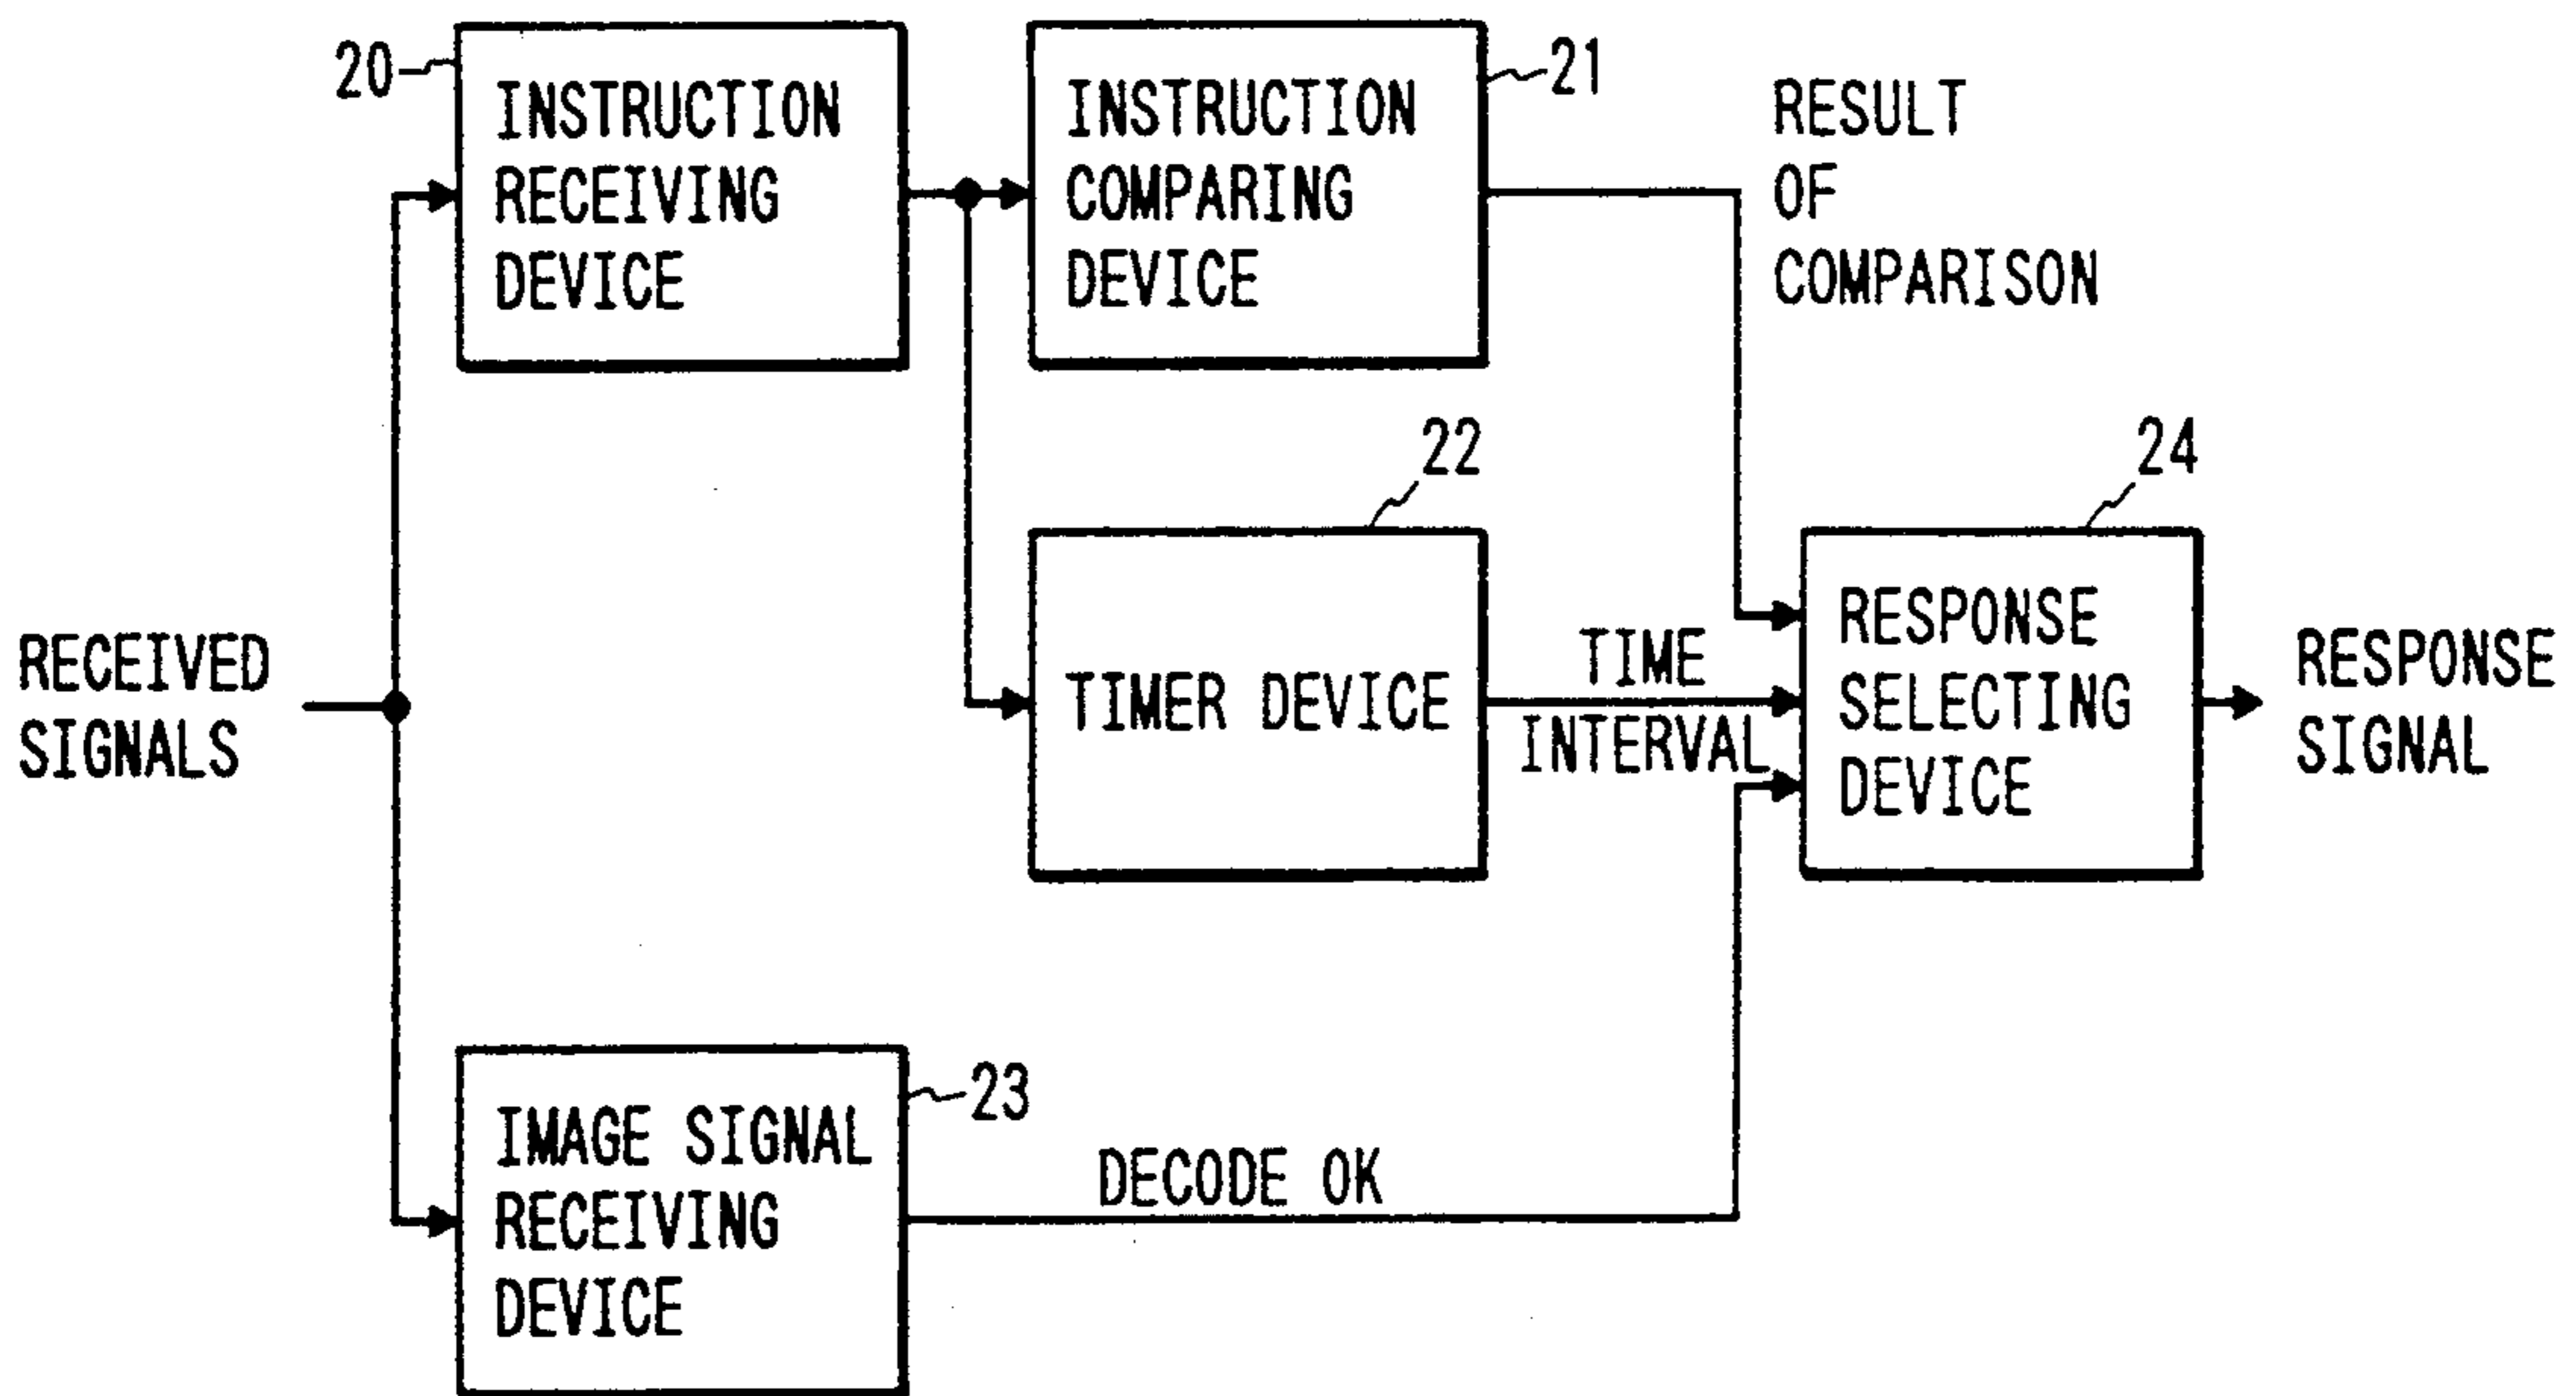 20
INSTRUCTION
RECEIVING
DEVICE
INSTRUCTION
COMPARING
DEVICE
21
RESULT
OF
COMPARISON
22
TIMER DEVICE
TIME
INTERVAL
24
RESPONSE
SELECTING
DEVICE
RESPONSE
SIGNAL
RECEIVED
SIGNALS
23
IMAGE SIGNAL
RECEIVING
DEVICE
DECODE OK